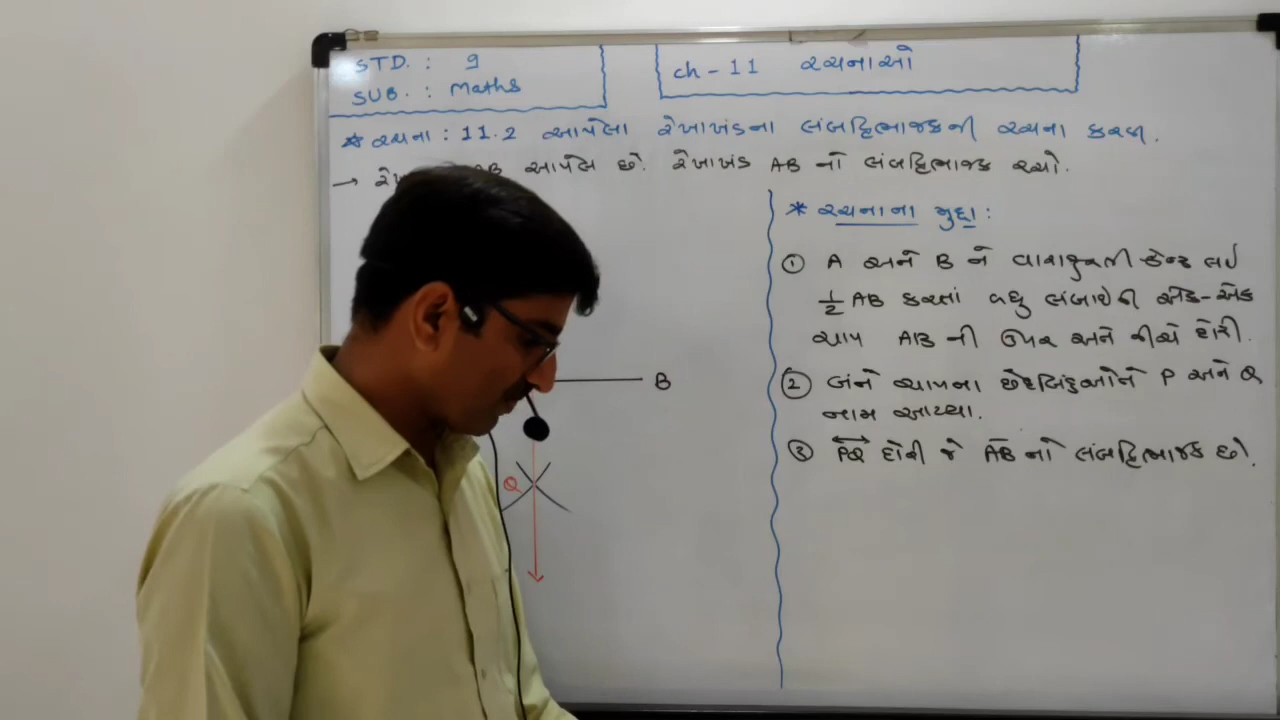 STD. : 9
SUB. : Maths
ch - 11 રચનાઓ
* રચના : 11.2 આપેલા રેખાખંડના લંબદ્વિભાજકની રચના કરવી.
→ રેખ AB આપેલ છે. રેખાખંડ AB નો લંબદ્વિભાજક રચો.
* રચનાના મુદ્દા :
① A અને B ને વારાફરતી કેન્દ્ર લઈ
1/2 AB કરતાં વધુ લંબાઈની એક-એક
ચાપ AB ની ઉપર અને નીચે દોરી.
② બંને ચાપના છેદબિંદુઓને P અને Q
નામ આપ્યા.
③ PQ દોરી જે AB નો લંબદ્વિભાજક છે.
B
Q